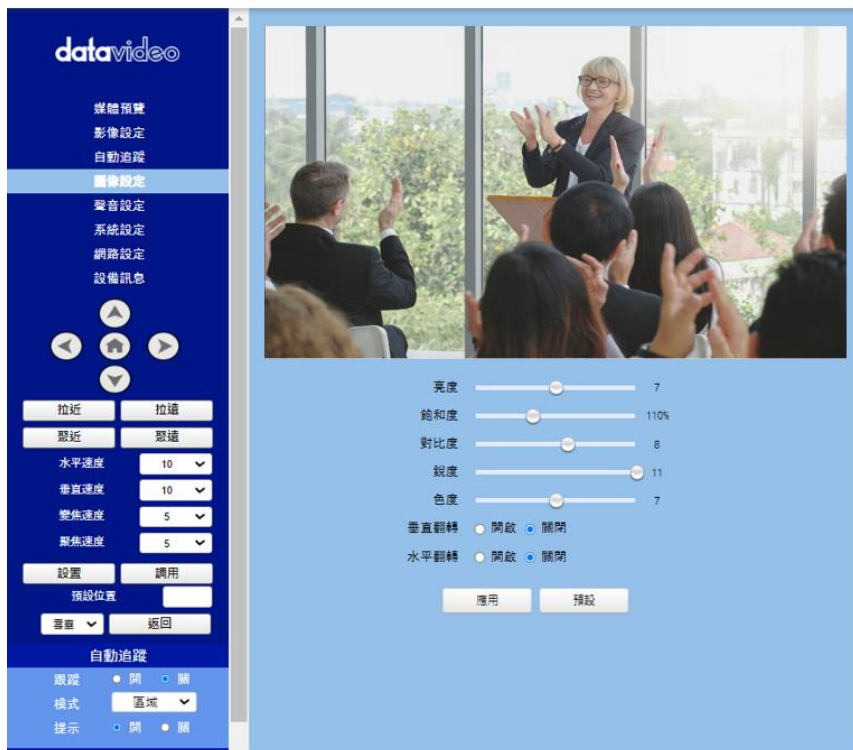 datavideo
媒體預覽
影像設定
自動追蹤
圖像設定
聲音設定
系統設定
網路設定
設備訊息
拉近 拉遠
聚近 聚遠
水平速度 10
垂直速度 10
變焦速度 5
聚焦速度 5
設置 調用
預設位置
返回
自動追蹤
跟蹤 開 關
模式 區域
提示 開 關
亮度 7
飽和度 110%
對比度 8
銳度 11
色度 7
垂直翻轉 開啟 關閉
水平翻轉 開啟 關閉
應用 預設